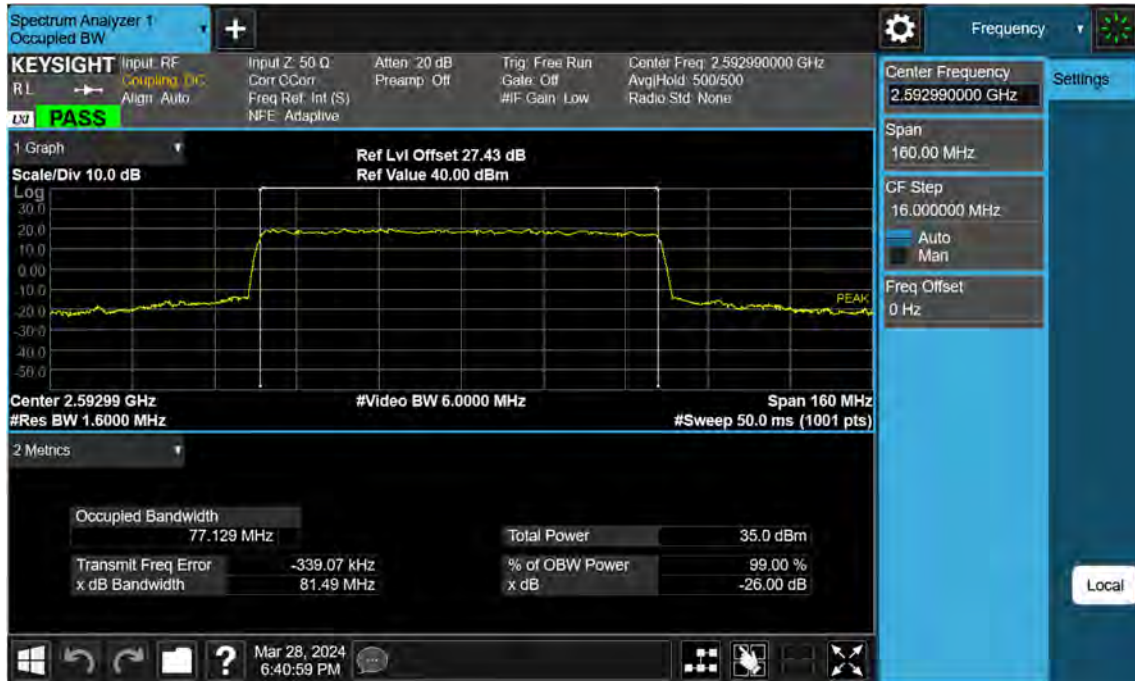 Spectrum Analyzer 1
Occupied BW
Frequency
KEYSIGHT
RL
Input: RF
Coupling: DC
Align: Auto
Input Z: 50 Ω
Corr CCorr
Freq Ref: Int (S)
NFE: Adaptive
Atten: 20 dB
Preamp: Off
Trig: Free Run
Gate: Off
#IF Gain: Low
Center Freq: 2.592990000 GHz
Avg|Hold: 500/500
Radio Std: None
LXI PASS
1 Graph
Scale/Div 10.0 dB
Ref Lvl Offset 27.43 dB
Ref Value 40.00 dBm
Log
30.0
20.0
10.0
0.00
-10.0
-20.0
-30.0
-40.0
-50.0
PEAK
Center 2.59299 GHz
#Video BW 6.0000 MHz
Span 160 MHz
#Res BW 1.6000 MHz
#Sweep 50.0 ms (1001 pts)
2 Metrics
Occupied Bandwidth
77.129 MHz
Total Power 35.0 dBm
Transmit Freq Error -339.07 kHz
% of OBW Power 99.00 %
x dB Bandwidth 81.49 MHz
x dB -26.00 dB
Center Frequency
2.592990000 GHz
Settings
Span
160.00 MHz
CF Step
16.000000 MHz
Auto
Man
Freq Offset
0 Hz
Local
?
Mar 28, 2024
6:40:59 PM